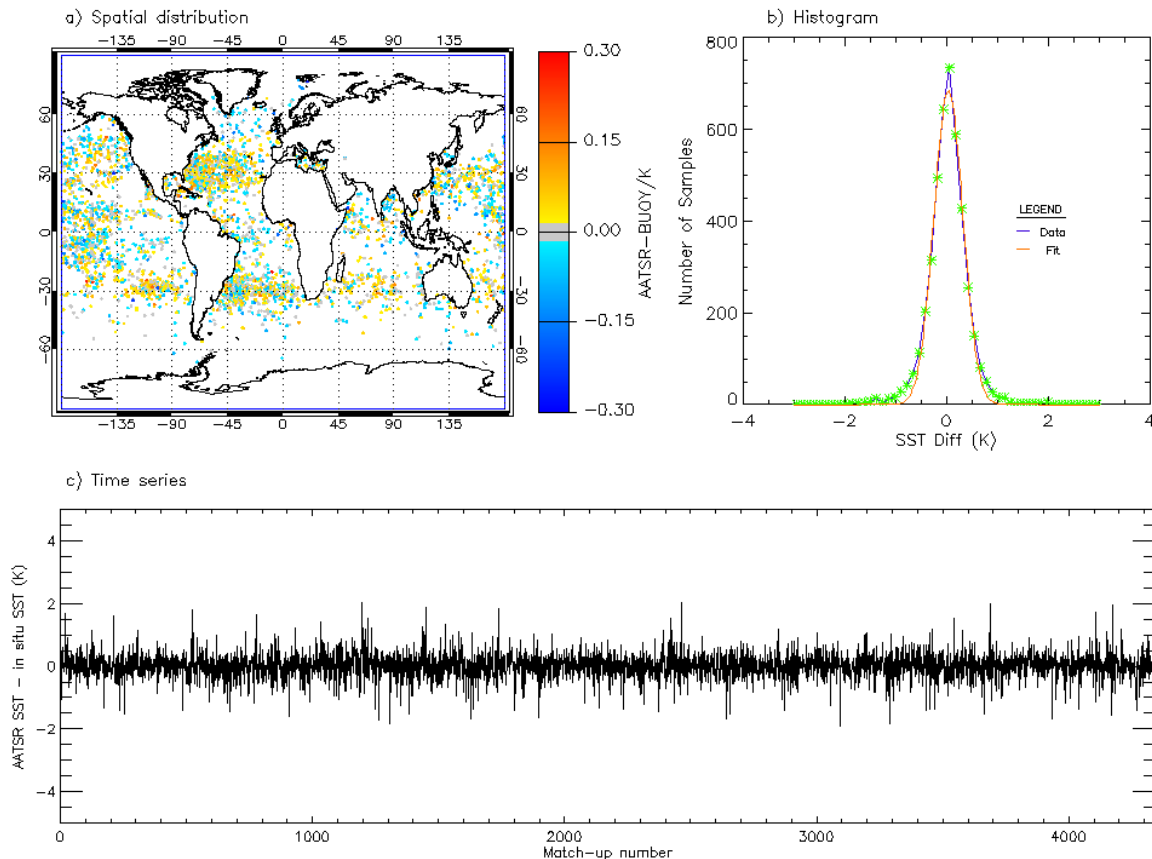 a) Spatial distribution
−135 −90 −45 0 45 90 135
60 30 0 −30 −60
60 30 0 −30 −60
−135 −90 −45 0 45 90 135
0.30
0.15
0.00
−0.15
−0.30
AATSR−BUOY/K
b) Histogram
800
600
400
200
0
Number of Samples
LEGEND
Data
Fit
−4 −2 0 2 4
SST Diff (K)
c) Time series
4
2
0
−2
−4
AATSR SST − in situ SST (K)
0 1000 2000 3000 4000
Match−up number